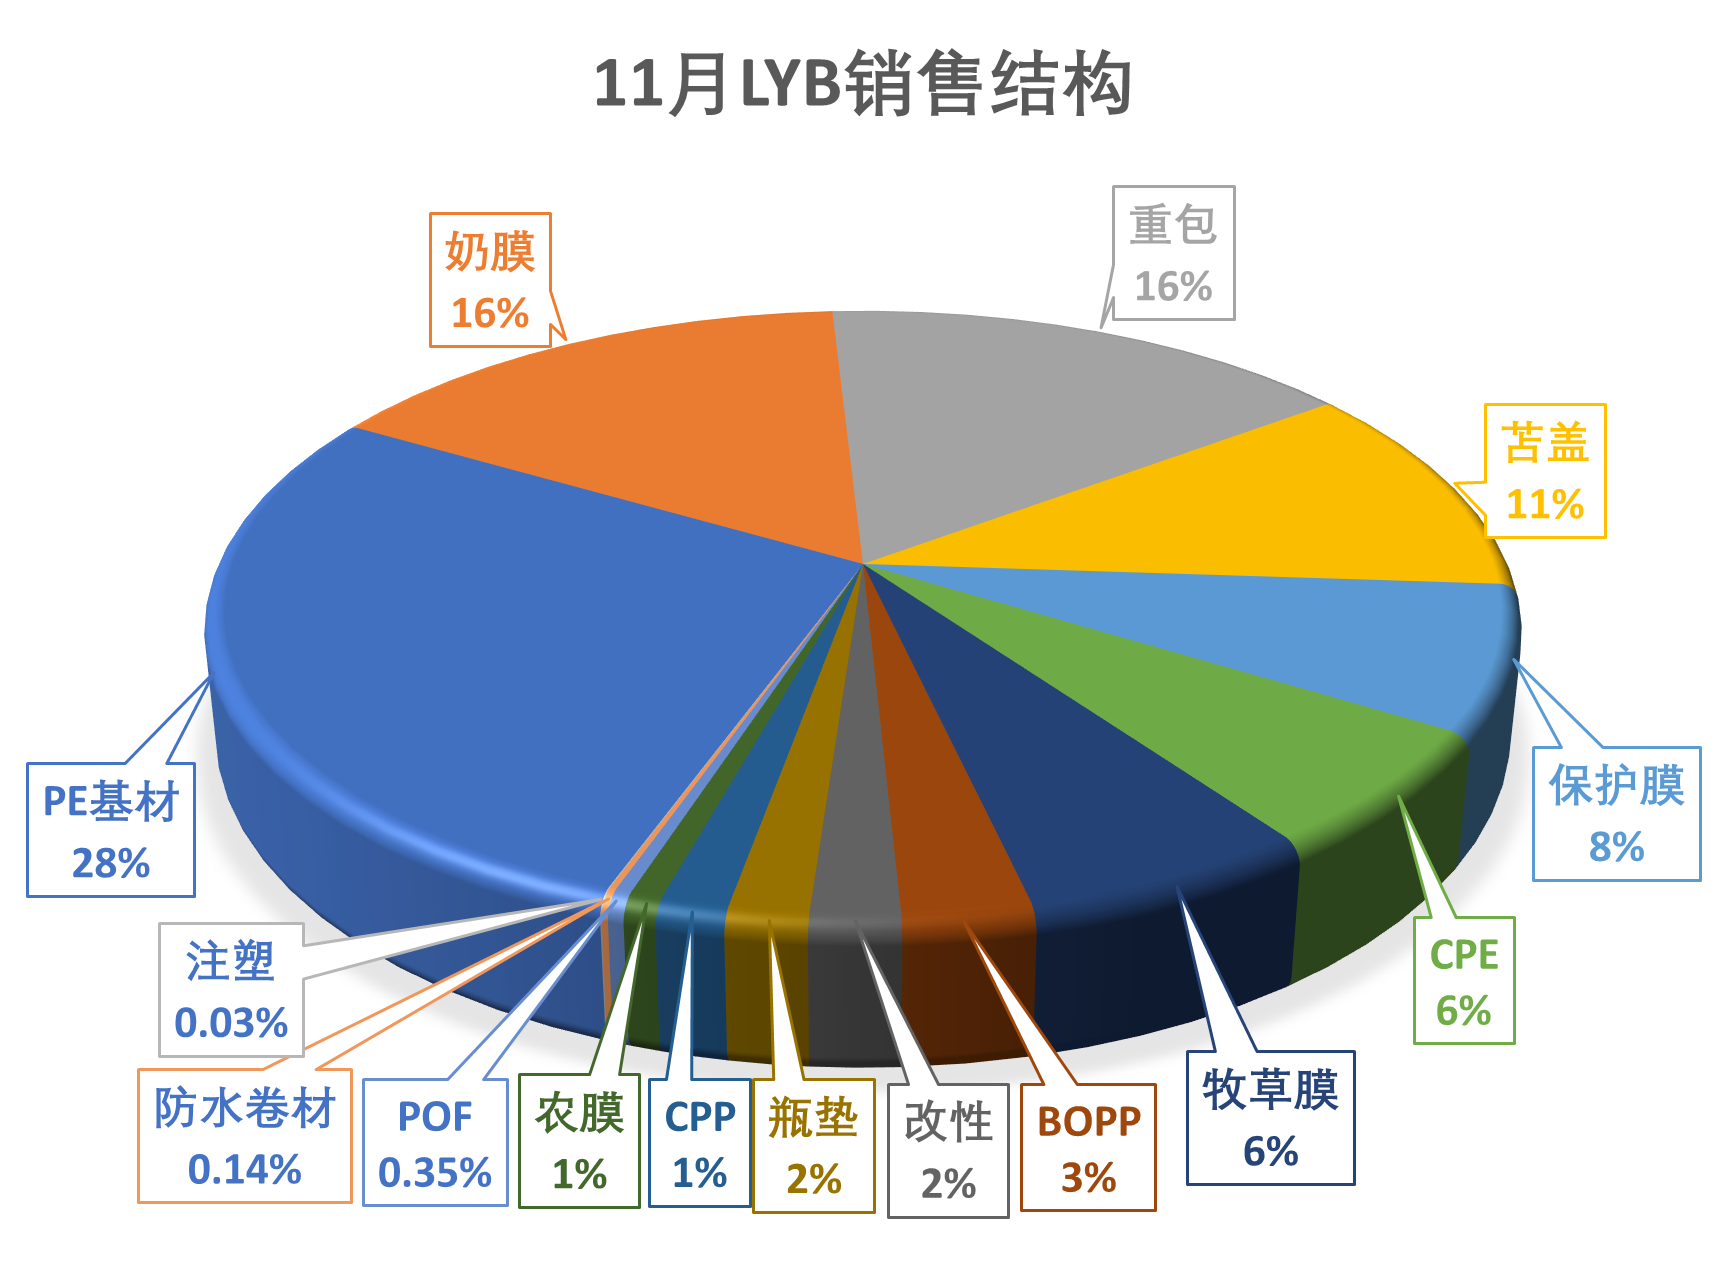 11月LYB销售结构
奶膜
16%
重包
16%
苫盖
11%
保护膜
8%
CPE
6%
牧草膜
6%
BOPP
3%
改性
2%
瓶垫
2%
CPP
1%
农膜
1%
POF
0.35%
防水卷材
0.14%
注塑
0.03%
PE基材
28%